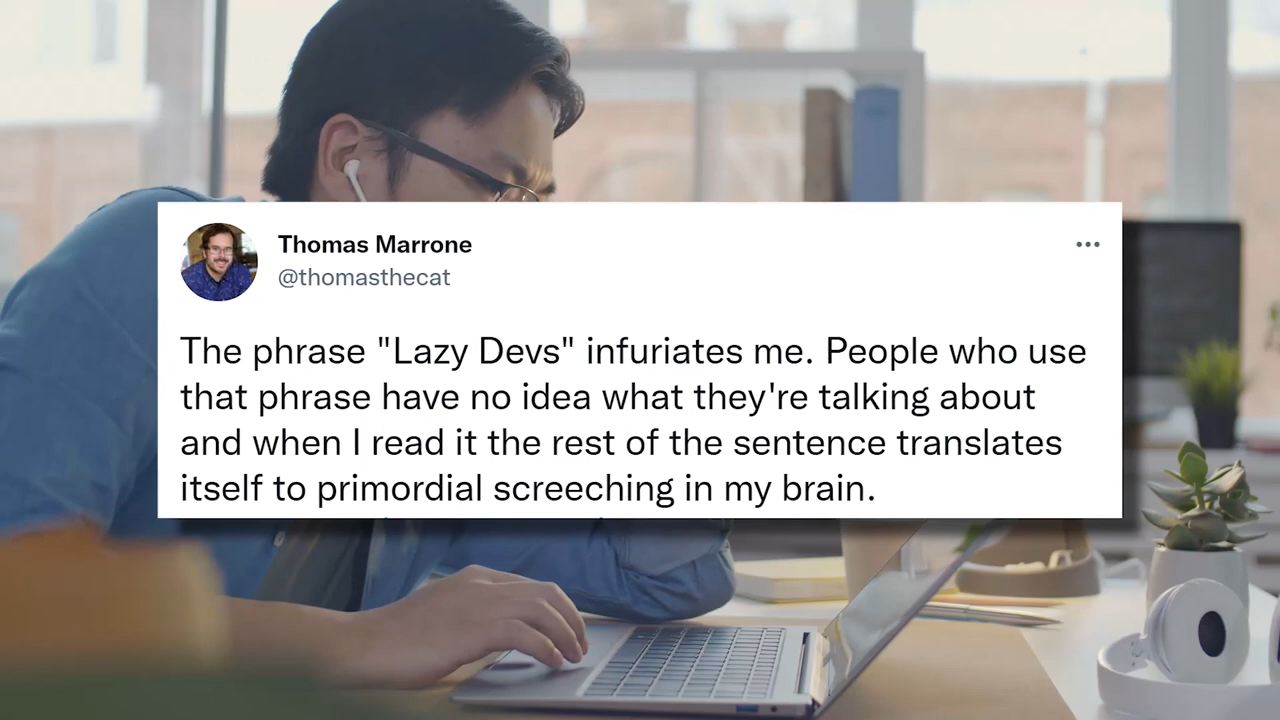 Thomas Marrone
@thomasthecat
The phrase "Lazy Devs" infuriates me. People who use
that phrase have no idea what they're talking about
and when I read it the rest of the sentence translates
itself to primordial screeching in my brain.